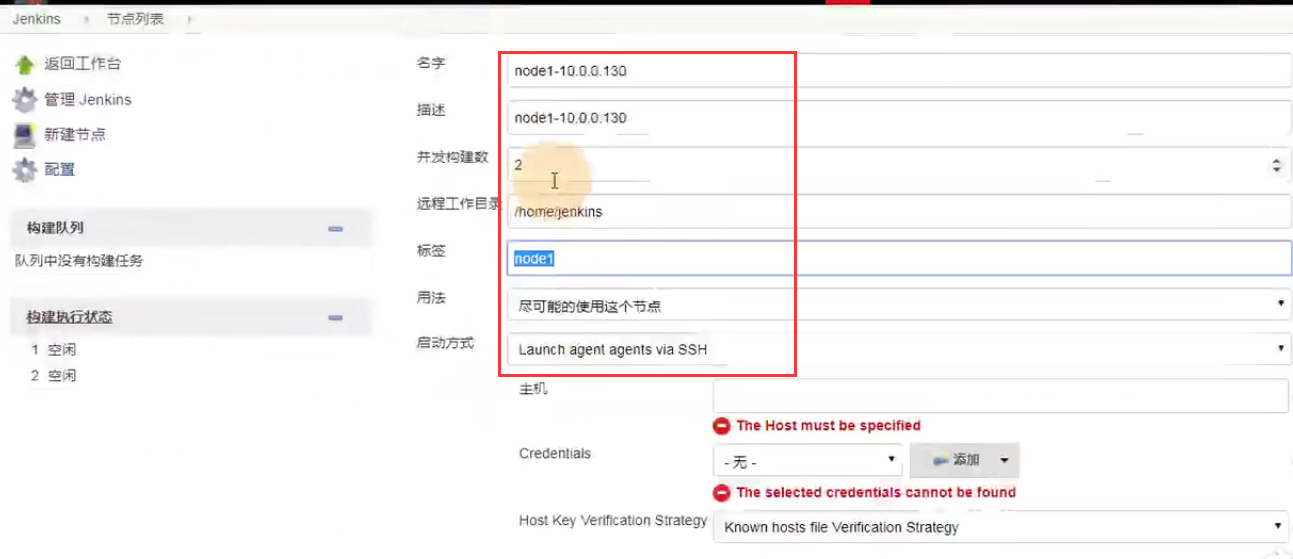 Jenkins 节点列表
返回工作台
管理 Jenkins
新建节点
配置
构建队列
队列中没有构建任务
构建执行状态
1 空闲
2 空闲
名字 node1-10.0.0.130
描述 node1-10.0.0.130
并发构建数 2
远程工作目录 /home/jenkins
标签 node1
用法 尽可能的使用这个节点
启动方式 Launch agent agents via SSH
主机
The Host must be specified
Credentials - 无 - 添加
The selected credentials cannot be found
Host Key Verification Strategy Known hosts file Verification Strategy